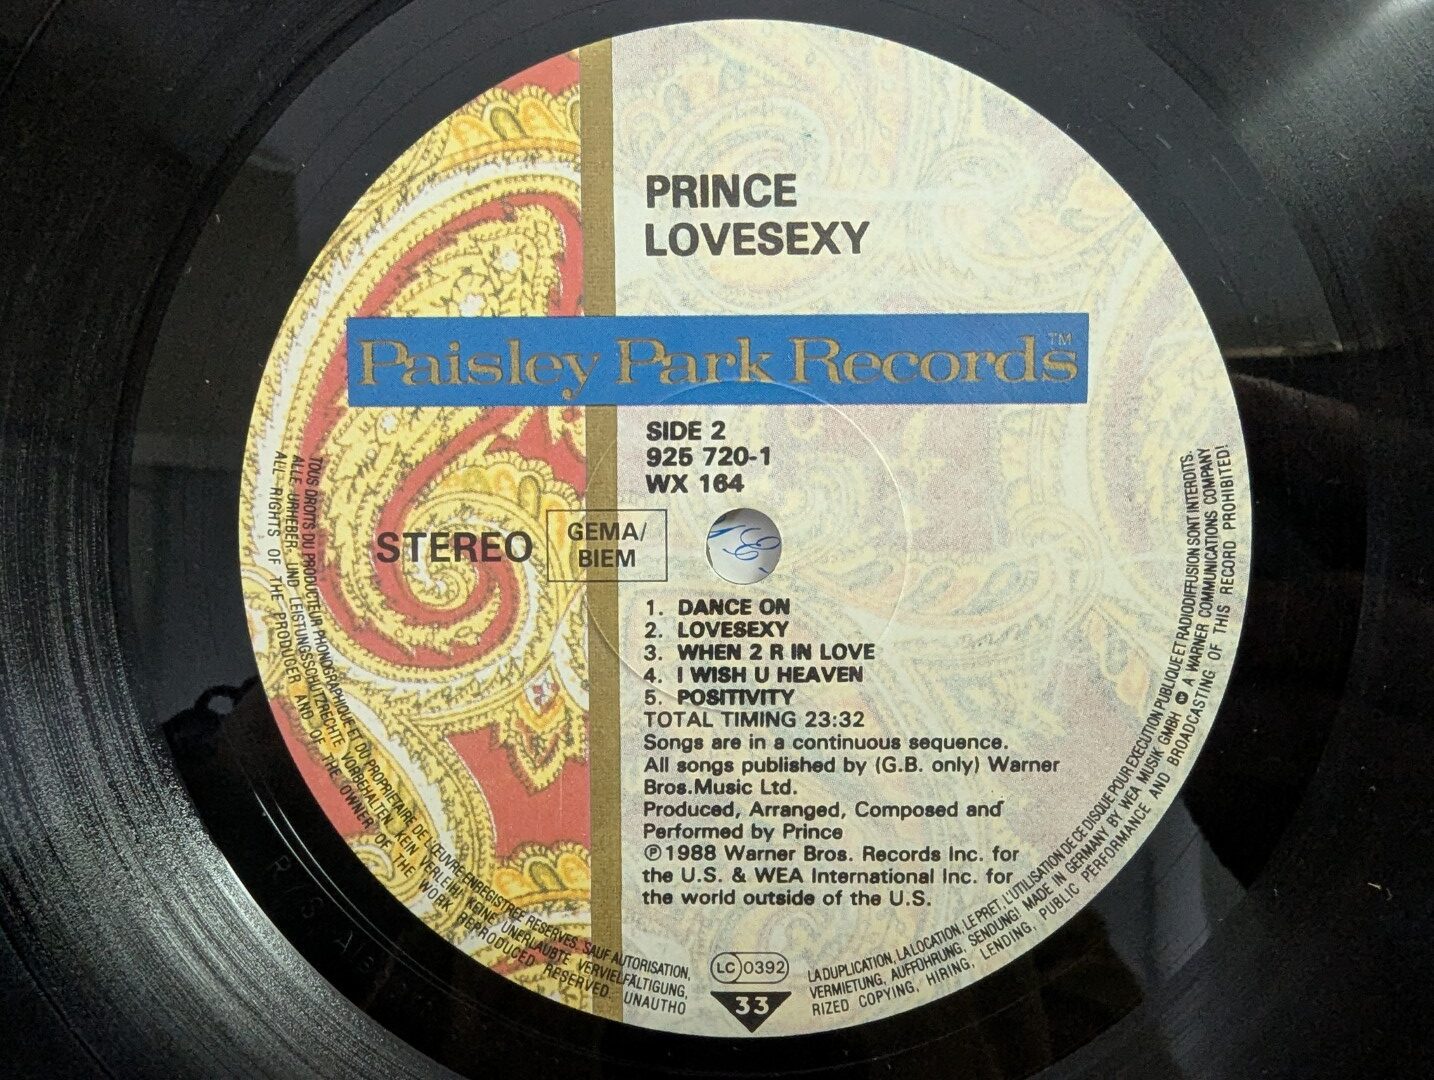 PRINCE
LOVESEXY
Paisley Park Records™
SIDE 2
925 720-1
WX 164
STEREO
GEMA/
BIEM
1. DANCE ON
2. LOVESEXY
3. WHEN 2 R IN LOVE
4. I WISH U HEAVEN
5. POSITIVITY
TOTAL TIMING 23:32
Songs are in a continuous sequence.
All songs published by (G.B. only) Warner
Bros.Music Ltd.
Produced, Arranged, Composed and
Performed by Prince
℗1988 Warner Bros. Records Inc. for
the U.S. & WEA International Inc. for
the world outside of the U.S.
LC 0392
33
TOUS DROITS DU PRODUCTEUR PHONOGRAPHIQUE ET DU PROPRIETAIRE DE L'ŒUVRE ENREGISTREE RESERVES. SAUF AUTORISATION, LA DUPLICATION, LA LOCATION, LE PRET, L'UTILISATION DE CE DISQUE POUR EXECUTION PUBLIQUE ET RADIODIFFUSION SONT INTERDITS.
ALLE URHEBER- UND LEISTUNGSSCHUTZRECHTE VORBEHALTEN. KEIN VERLEIH! KEINE UNERLAUBTE VERVIELFÄLTIGUNG, VERMIETUNG, AUFFÜHRUNG, SENDUNG! MADE IN GERMANY BY WEA MUSIK GMBH A WARNER COMMUNICATIONS COMPANY
ALL RIGHTS OF THE PRODUCER AND OF THE OWNER OF THE WORK REPRODUCED RESERVED UNAUTHORIZED COPYING, HIRING, LENDING, PUBLIC PERFORMANCE AND BROADCASTING OF THIS RECORD PROHIBITED!